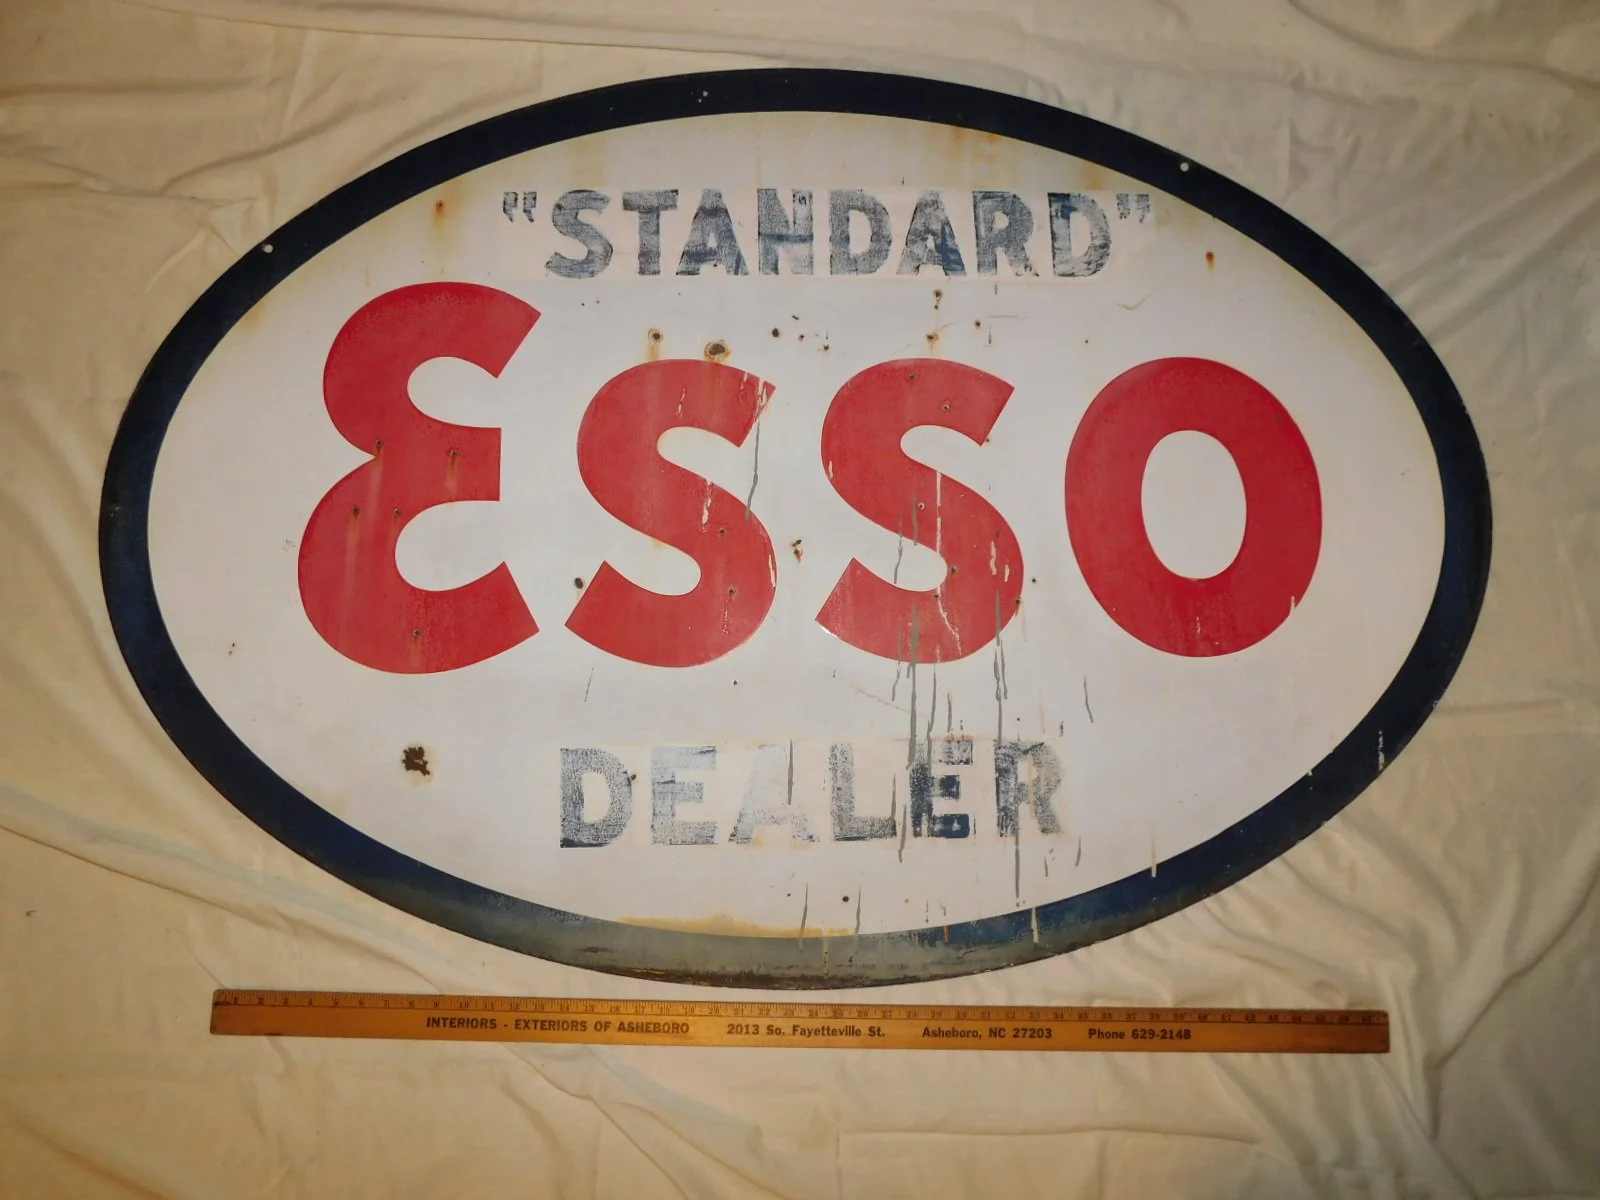 "STANDARD"
ESSO
DEALER
INTERIORS - EXTERIORS OF ASHEBORO 2013 So. Fayetteville St. Asheboro, NC 27203 Phone 629-2148